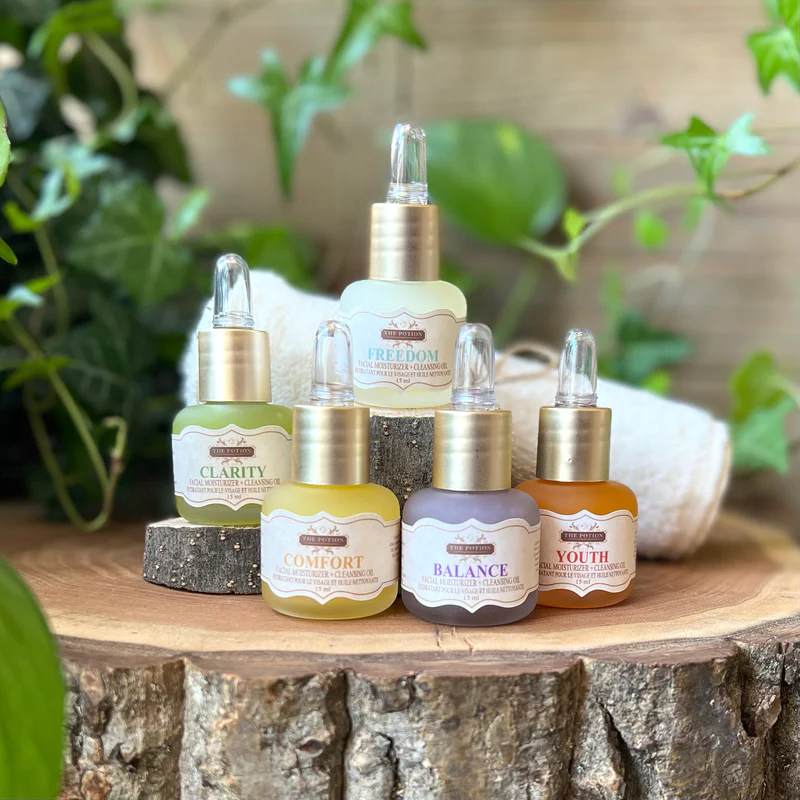 THE POTION
FREEDOM
FACIAL MOISTURIZER + CLEANSING OIL
HYDRATANT POUR LE VISAGE ET HUILE NETTOYANTE
15 ml
THE POTION
CLARITY
FACIAL MOISTURIZER + CLEANSING OIL
HYDRATANT POUR LE VISAGE ET HUILE
15 ml
THE POTION
COMFORT
FACIAL MOISTURIZER + CLEANSING OIL
HYDRATANT POUR LE VISAGE ET HUILE NETTOYANTE
15 ml
THE POTION
BALANCE
FACIAL MOISTURIZER + CLEANSING OIL
HYDRATANT POUR LE VISAGE ET HUILE NETTOYANTE
15 ml
THE POTION
YOUTH
FACIAL MOISTURIZER + CLEANSING OIL
POUR LE VISAGE ET HUILE NETTOYANTE
15 ml